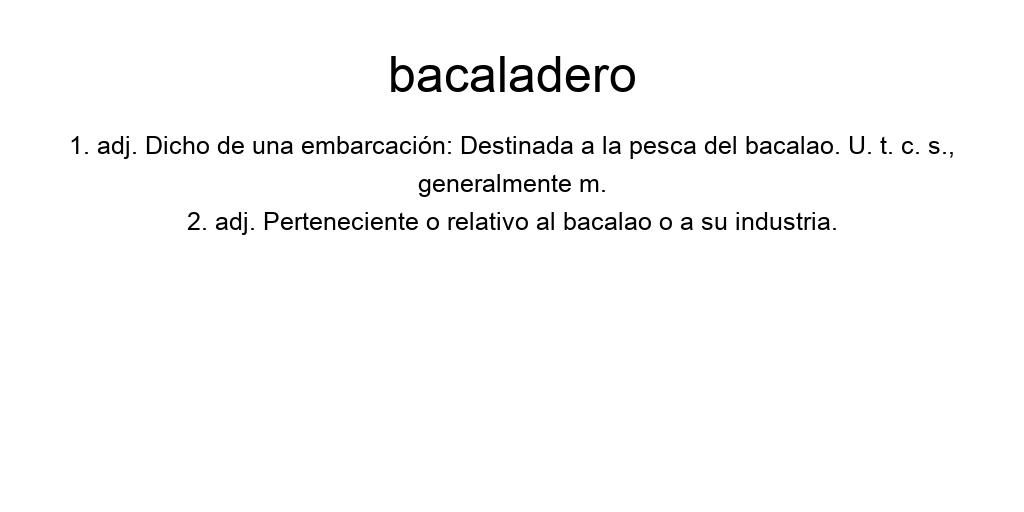 bacaladero
1. adj. Dicho de una embarcación: Destinada a la pesca del bacalao. U. t. c. s.,
generalmente m.
2. adj. Perteneciente o relativo al bacalao o a su industria.